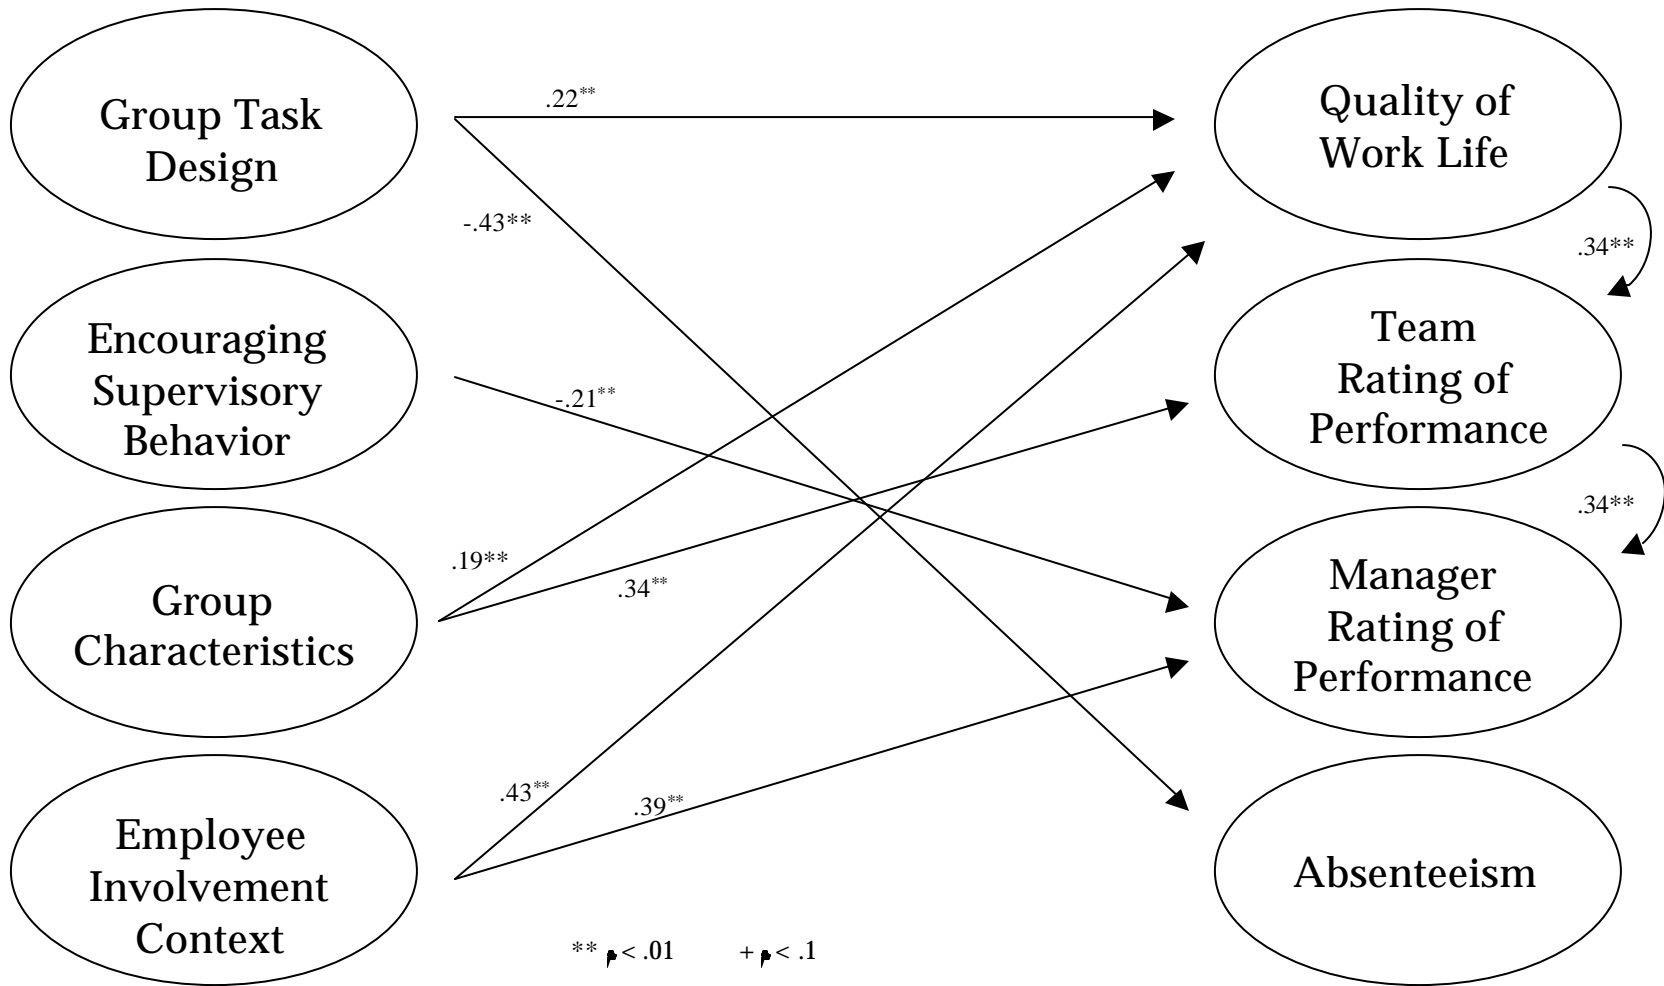 Group Task
Design
Encouraging
Supervisory
Behavior
Group
Characteristics
Employee
Involvement
Context
.22**
-.43**
-.21**
.19**
.34**
.43**
.39**
Quality of
Work Life
.34**
Team
Rating of
Performance
.34**
Manager
Rating of
Performance
Absenteeism
** p < .01 + p < .1